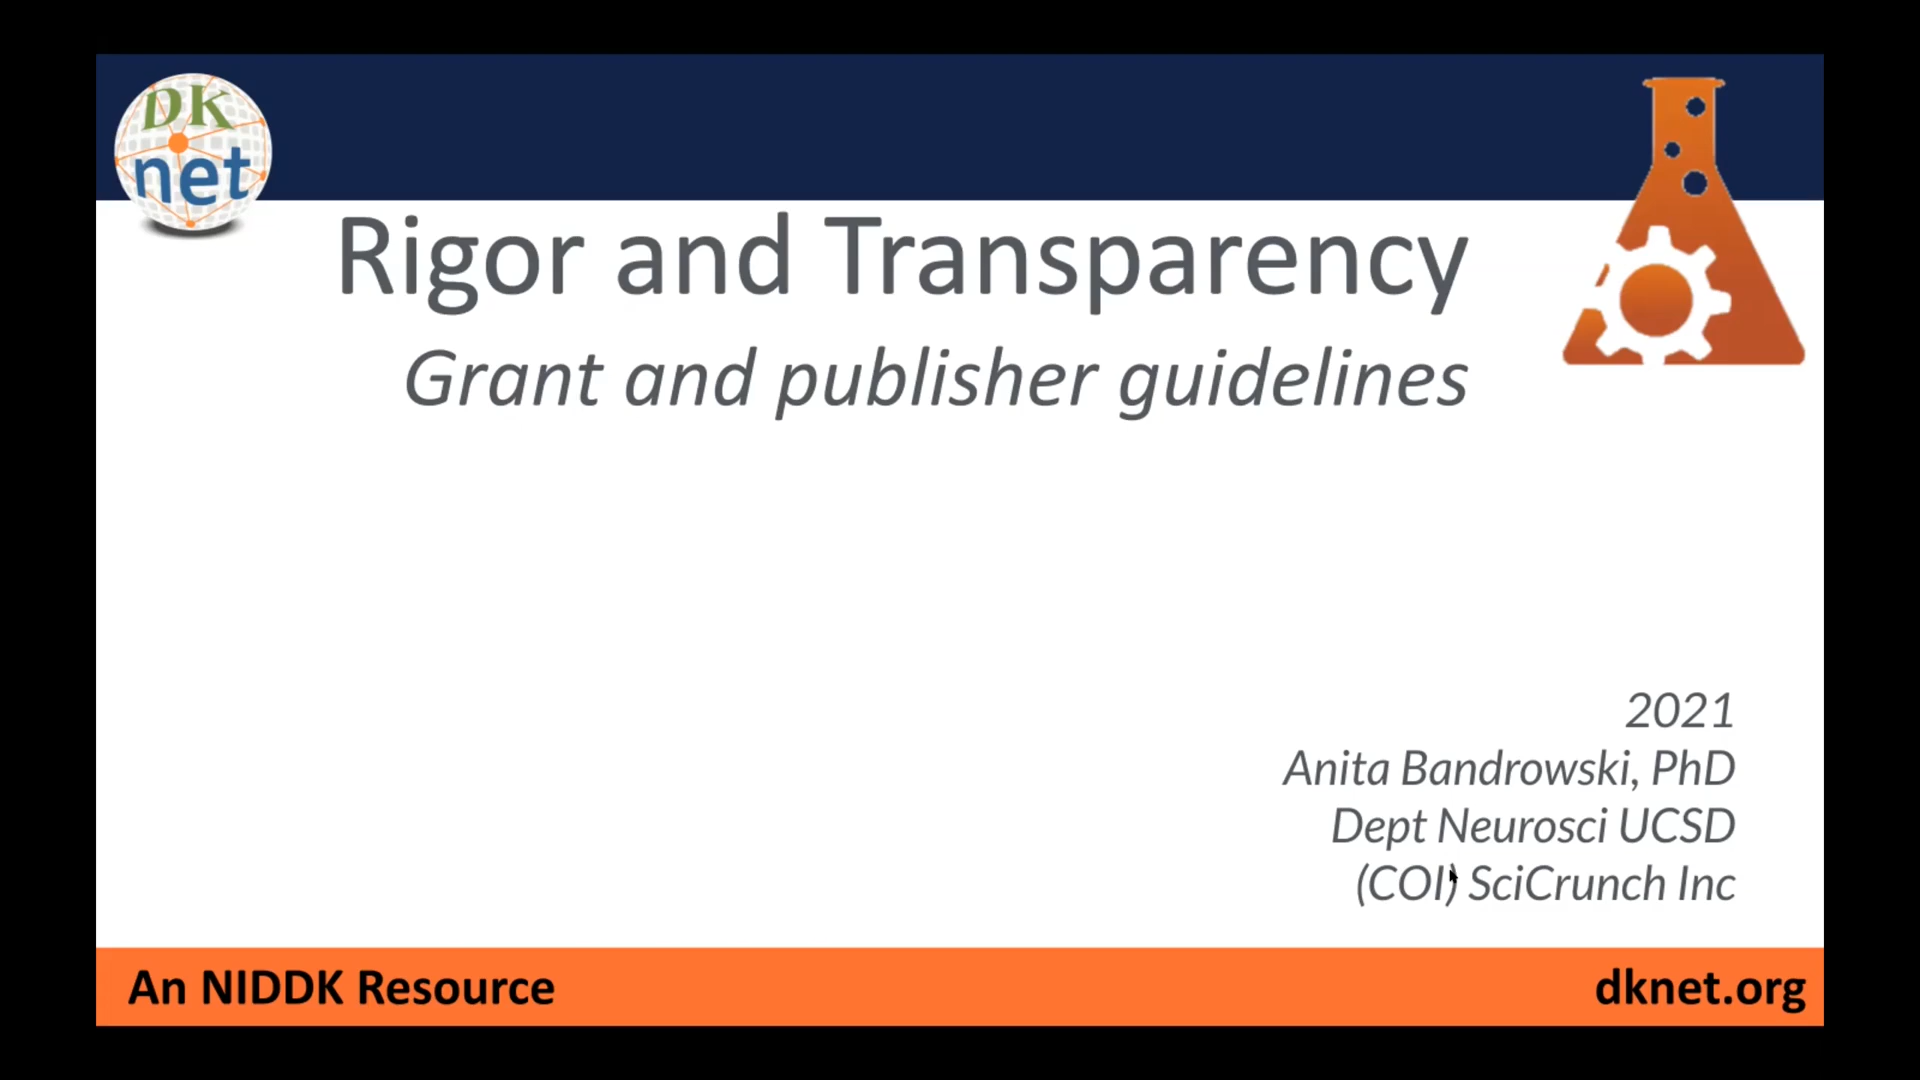 DK
net
Rigor and Transparency
Grant and publisher guidelines
2021
Anita Bandrowski, PhD
Dept Neurosci UCSD
(COI) SciCrunch Inc
An NIDDK Resource
dknet.org